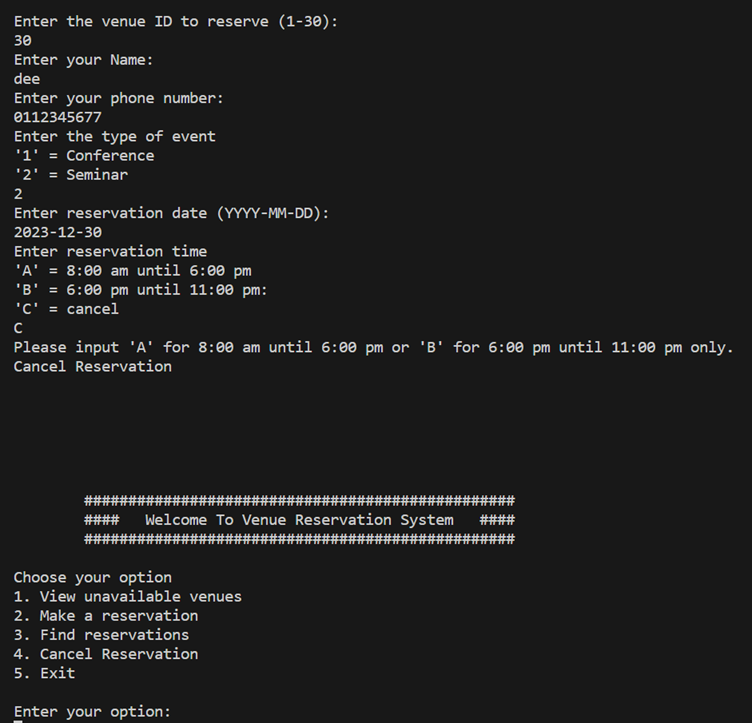 Enter the venue ID to reserve (1-30):
30
Enter your Name:
dee
Enter your phone number:
0112345677
Enter the type of event
'1' = Conference
'2' = Seminar
2
Enter reservation date (YYYY-MM-DD):
2023-12-30
Enter reservation time
'A' = 8:00 am until 6:00 pm
'B' = 6:00 pm until 11:00 pm:
'C' = cancel
C
Please input 'A' for 8:00 am until 6:00 pm or 'B' for 6:00 pm until 11:00 pm only.
Cancel Reservation
#################################################
####   Welcome To Venue Reservation System   ####
#################################################
Choose your option
1. View unavailable venues
2. Make a reservation
3. Find reservations
4. Cancel Reservation
5. Exit
Enter your option: